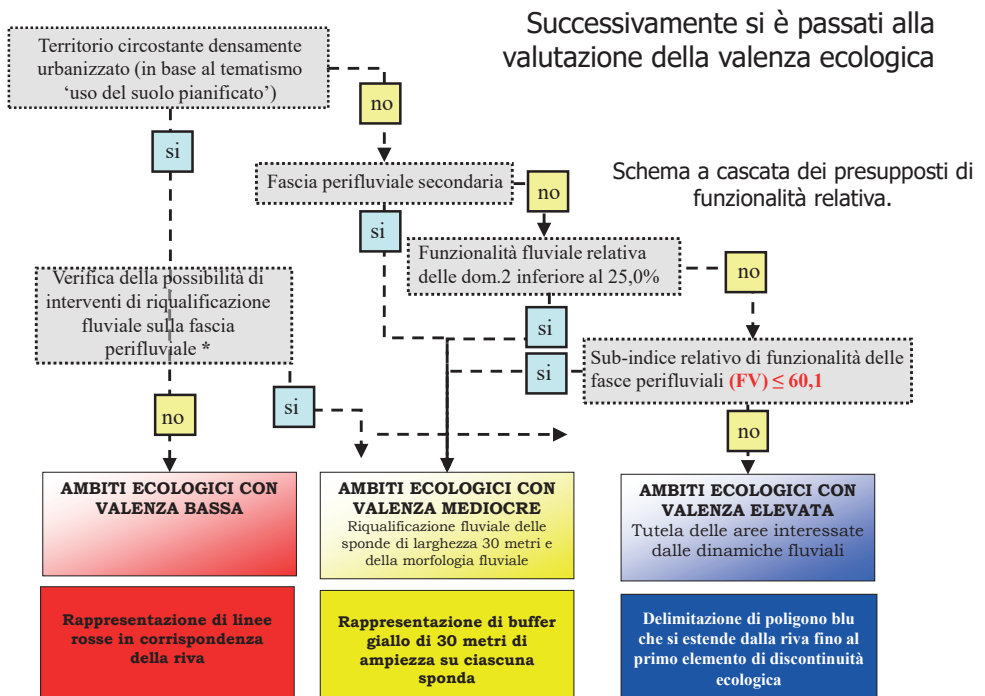 Successivamente si è passati alla
valutazione della valenza ecologica
Territorio circostante densamente
urbanizzato (in base al tematismo
‘uso del suolo pianificato’)
no
si
Schema a cascata dei presupposti di
funzionalità relativa.
Fascia perifluviale secondaria
no
si
Funzionalità fluviale relativa
delle dom.2 inferiore al 25,0%
no
si
Verifica della possibilità di
interventi di riqualificazione
fluviale sulla fascia
perifluviale *
Sub-indice relativo di funzionalità delle
fasce perifluviali (FV) ≤ 60,1
si
no
si
no
AMBITI ECOLOGICI CON
VALENZA BASSA
AMBITI ECOLOGICI CON
VALENZA MEDIOCRE
Riqualificazione fluviale delle
sponde di larghezza 30 metri e
della morfologia fluviale
AMBITI ECOLOGICI CON
VALENZA ELEVATA
Tutela delle aree interessate
dalle dinamiche fluviali
Rappresentazione di linee
rosse in corrispondenza
della riva
Rappresentazione di buffer
giallo di 30 metri di
ampiezza su ciascuna
sponda
Delimitazione di poligono blu
che si estende dalla riva fino al
primo elemento di discontinuità
ecologica